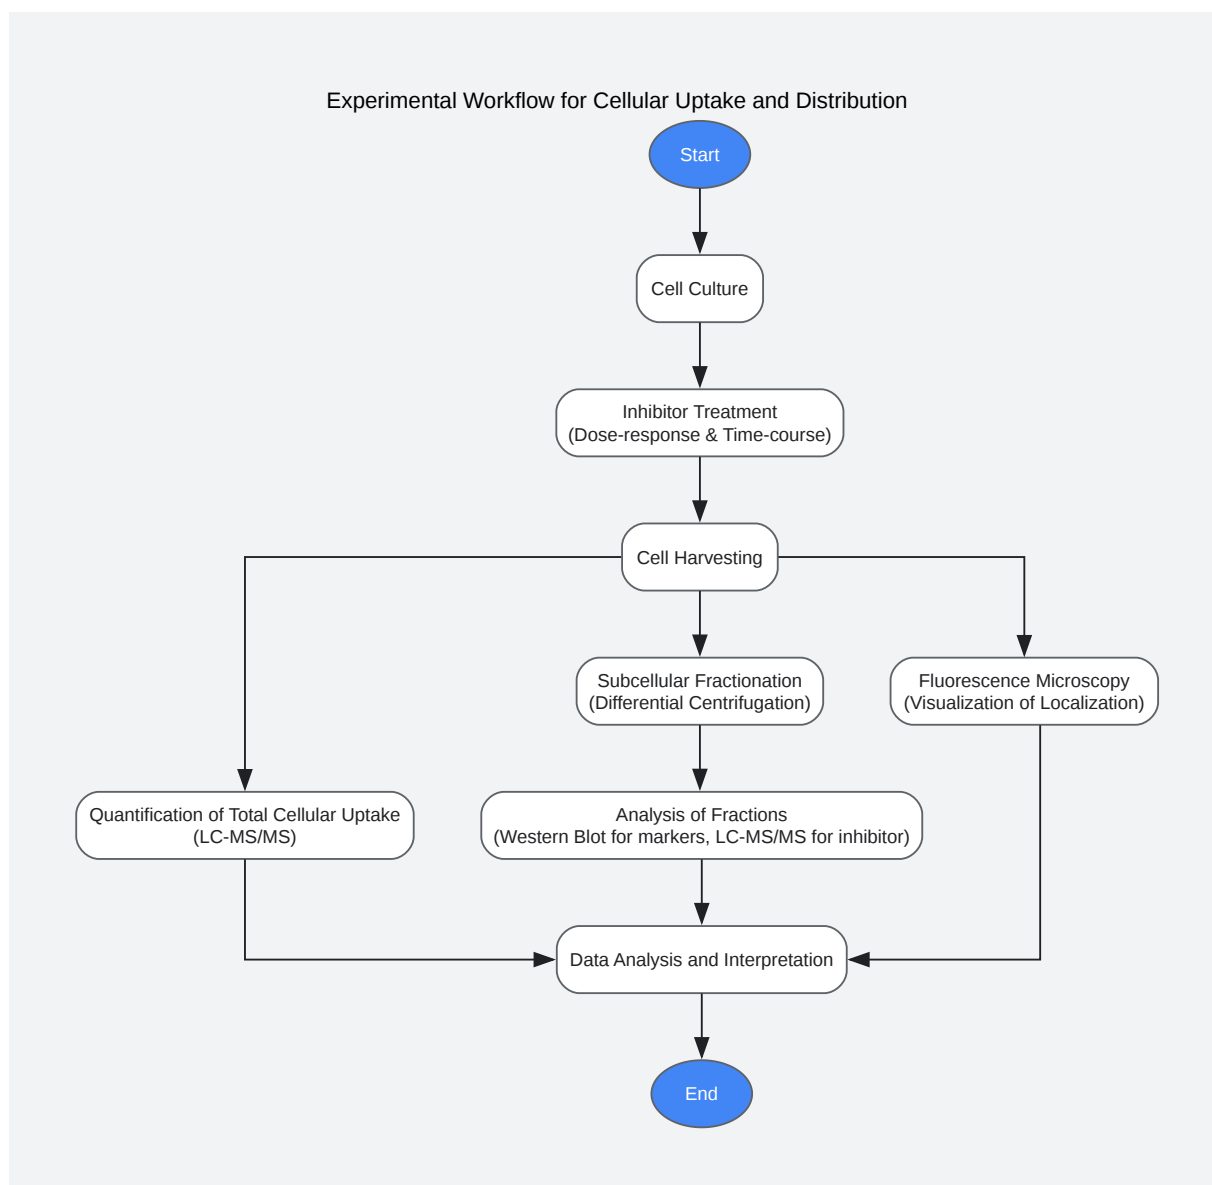 Experimental Workflow for Cellular Uptake and Distribution
Start
Cell Culture
Inhibitor Treatment
(Dose-response & Time-course)
Cell Harvesting
Subcellular Fractionation
(Differential Centrifugation)
Fluorescence Microscopy
(Visualization of Localization)
Quantification of Total Cellular Uptake
(LC-MS/MS)
Analysis of Fractions
(Western Blot for markers, LC-MS/MS for inhibitor)
Data Analysis and Interpretation
End